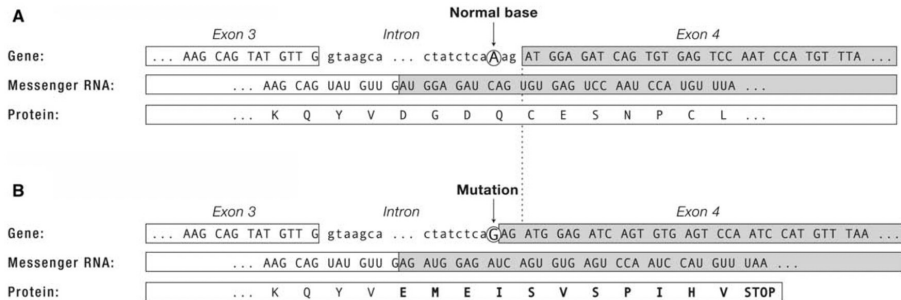 A
Normal base
Exon 3 Intron Exon 4
Gene: ... AAG CAG TAT GTT G gtaagca ... ctatctcaAag AT GGA GAT CAG TGT GAG TCC AAT CCA TGT TTA ...
Messenger RNA: ... AAG CAG UAU GUU GAU GGA GAU CAG UGU GAG UCC AAU CCA UGU UUA ...
Protein: ... K Q Y V D G D Q C E S N P C L ...
B
Mutation
Exon 3 Intron Exon 4
Gene: ... AAG CAG TAT GTT G gtaagca ... ctatctcaGAG ATG GAG ATC AGT GTG AGT CCA ATC CAT GTT TAA ...
Messenger RNA: ... AAG CAG UAU GUU GAG AUG GAG AUC AGU GUG AGU CCA AUC CAU GUU UAA ...
Protein: ... K Q Y V E M E I S V S P I H V STOP